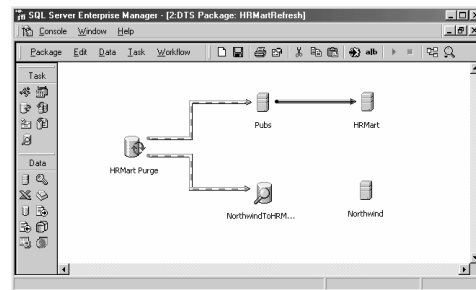 SQL Server Enterprise Manager - [2:DTS Package: HRMartRefresh]
Console Window Help
Package Edit Data Task Workflow
alb
Task
Data
Pubs
HRMart
HRMart Purge
NorthwindToHRM...
Northwind